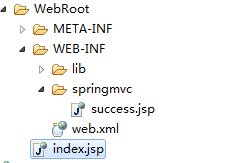 WebRoot
META-INF
WEB-INF
lib
springmvc
success.jsp
web.xml
index.jsp